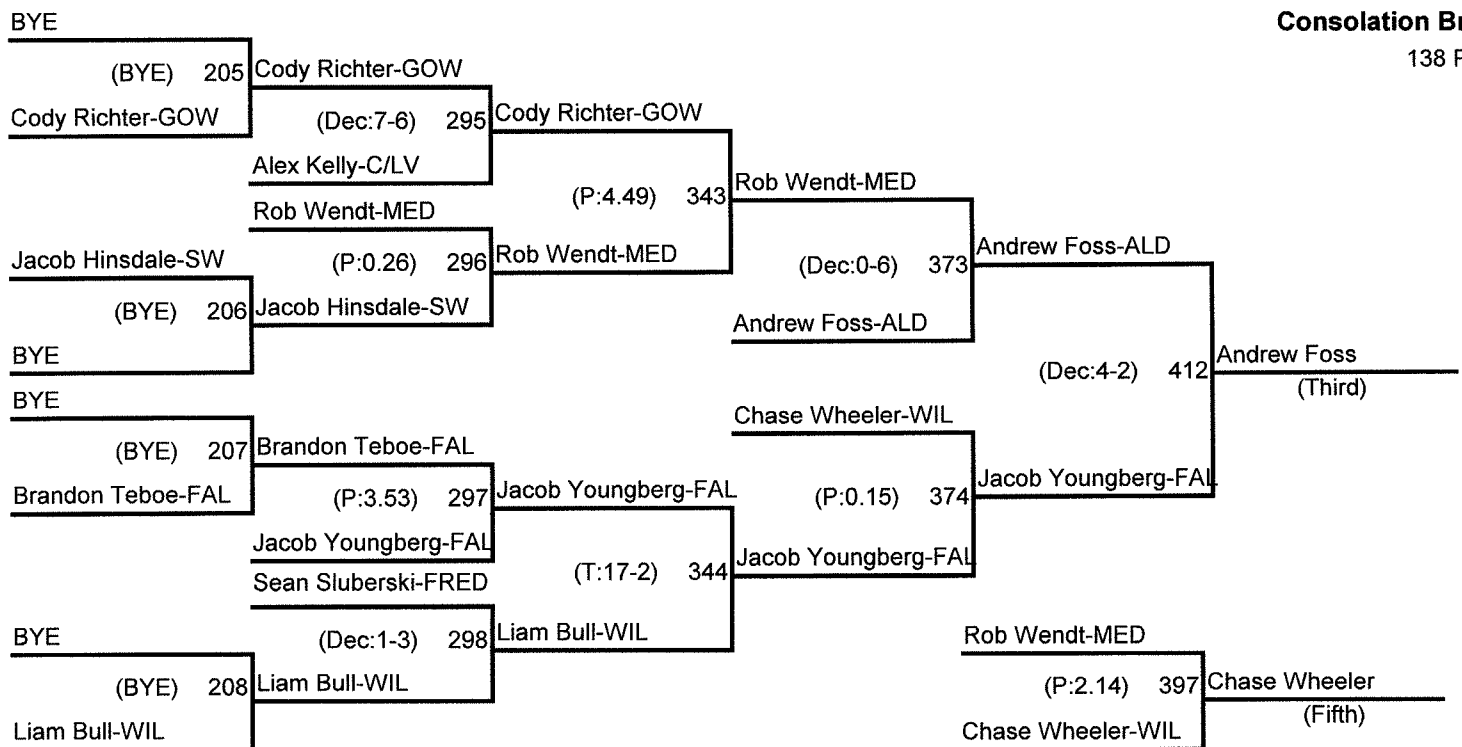 Consolation Br
138 P
BYE
(BYE) 205
Cody Richter-GOW
Cody Richter-GOW
(Dec:7-6) 295
Alex Kelly-C/LV
Cody Richter-GOW
(P:4.49) 343
Rob Wendt-MED
Jacob Hinsdale-SW
(BYE) 206
BYE
(P:0.26) 296
Jacob Hinsdale-SW
Rob Wendt-MED
Rob Wendt-MED
(Dec:0-6) 373
Andrew Foss-ALD
Andrew Foss-ALD
(Dec:4-2) 412
Andrew Foss
(Third)
BYE
(BYE) 207
Brandon Teboe-FAL
Brandon Teboe-FAL
(P:3.53) 297
Jacob Youngberg-FAL
Jacob Youngberg-FAL
(T:17-2) 344
Sean Sluberski-FRED
(Dec:1-3) 298
BYE
(BYE) 208
Liam Bull-WIL
Liam Bull-WIL
Liam Bull-WIL
Chase Wheeler-WIL
(P:0.15) 374
Jacob Youngberg-FAL
Jacob Youngberg-FAL
Rob Wendt-MED
(P:2.14) 397
Chase Wheeler-WIL
Chase Wheeler
(Fifth)